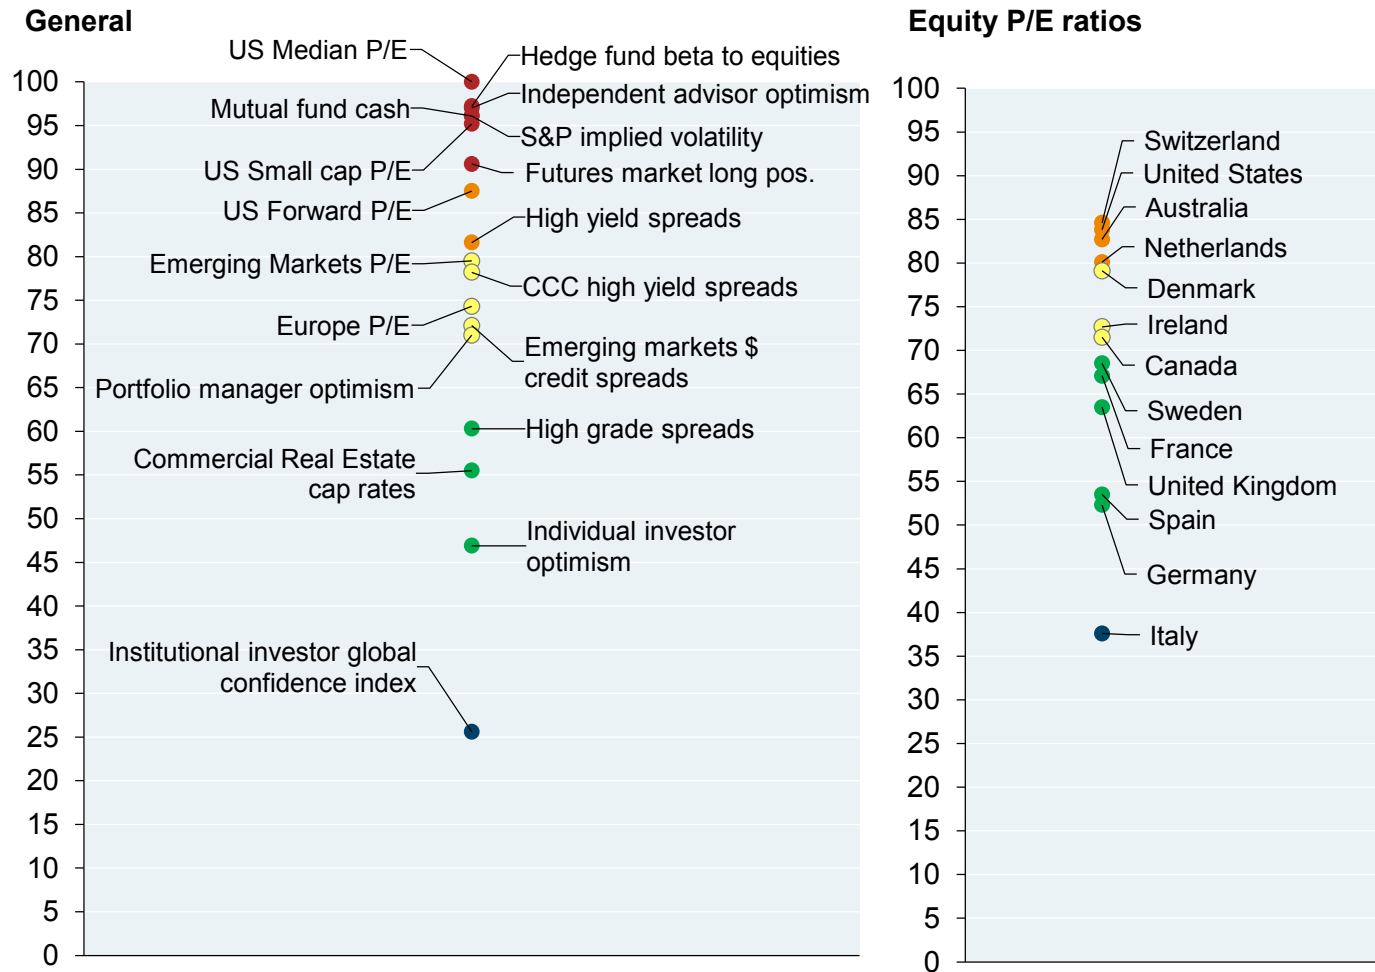 General
US Median P/E
Hedge fund beta to equities
Independent advisor optimism
Mutual fund cash
S&P implied volatility
US Small cap P/E
Futures market long pos.
US Forward P/E
High yield spreads
Emerging Markets P/E
CCC high yield spreads
Europe P/E
Emerging markets $
credit spreads
Portfolio manager optimism
High grade spreads
Commercial Real Estate
cap rates
Individual investor
optimism
Institutional investor global
confidence index
100
95
90
85
80
75
70
65
60
55
50
45
40
35
30
25
20
15
10
5
0
Equity P/E ratios
100
95
90
85
80
75
70
65
60
55
50
45
40
35
30
25
20
15
10
5
0
Switzerland
United States
Australia
Netherlands
Denmark
Ireland
Canada
Sweden
France
United Kingdom
Spain
Germany
Italy